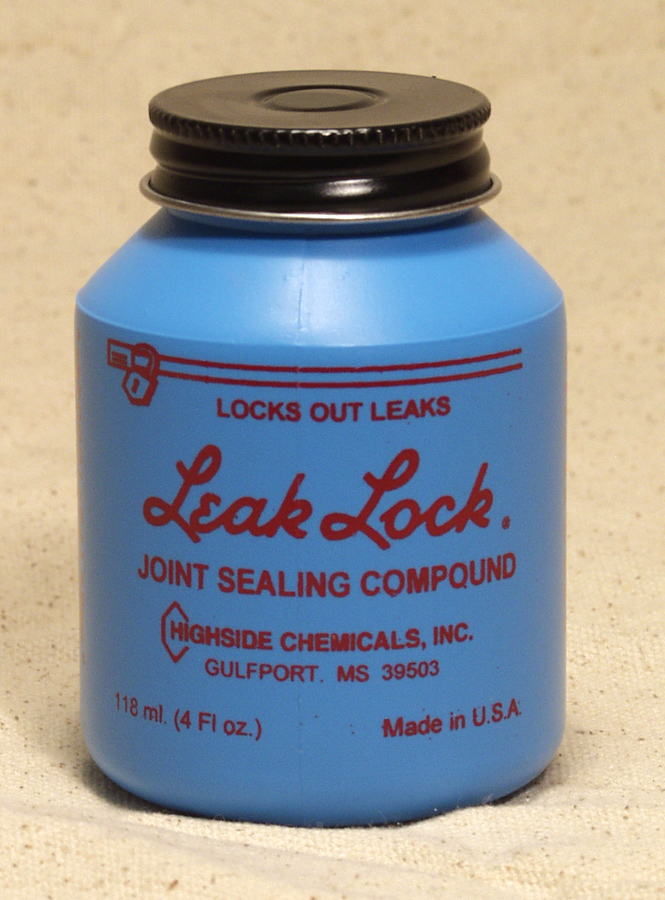 LOCKS OUT LEAKS
Leak Lock®
JOINT SEALING COMPOUND
HIGHSIDE CHEMICALS, INC.
GULFPORT, MS 39503
118 ml. (4 Fl oz.)
Made in U.S.A.